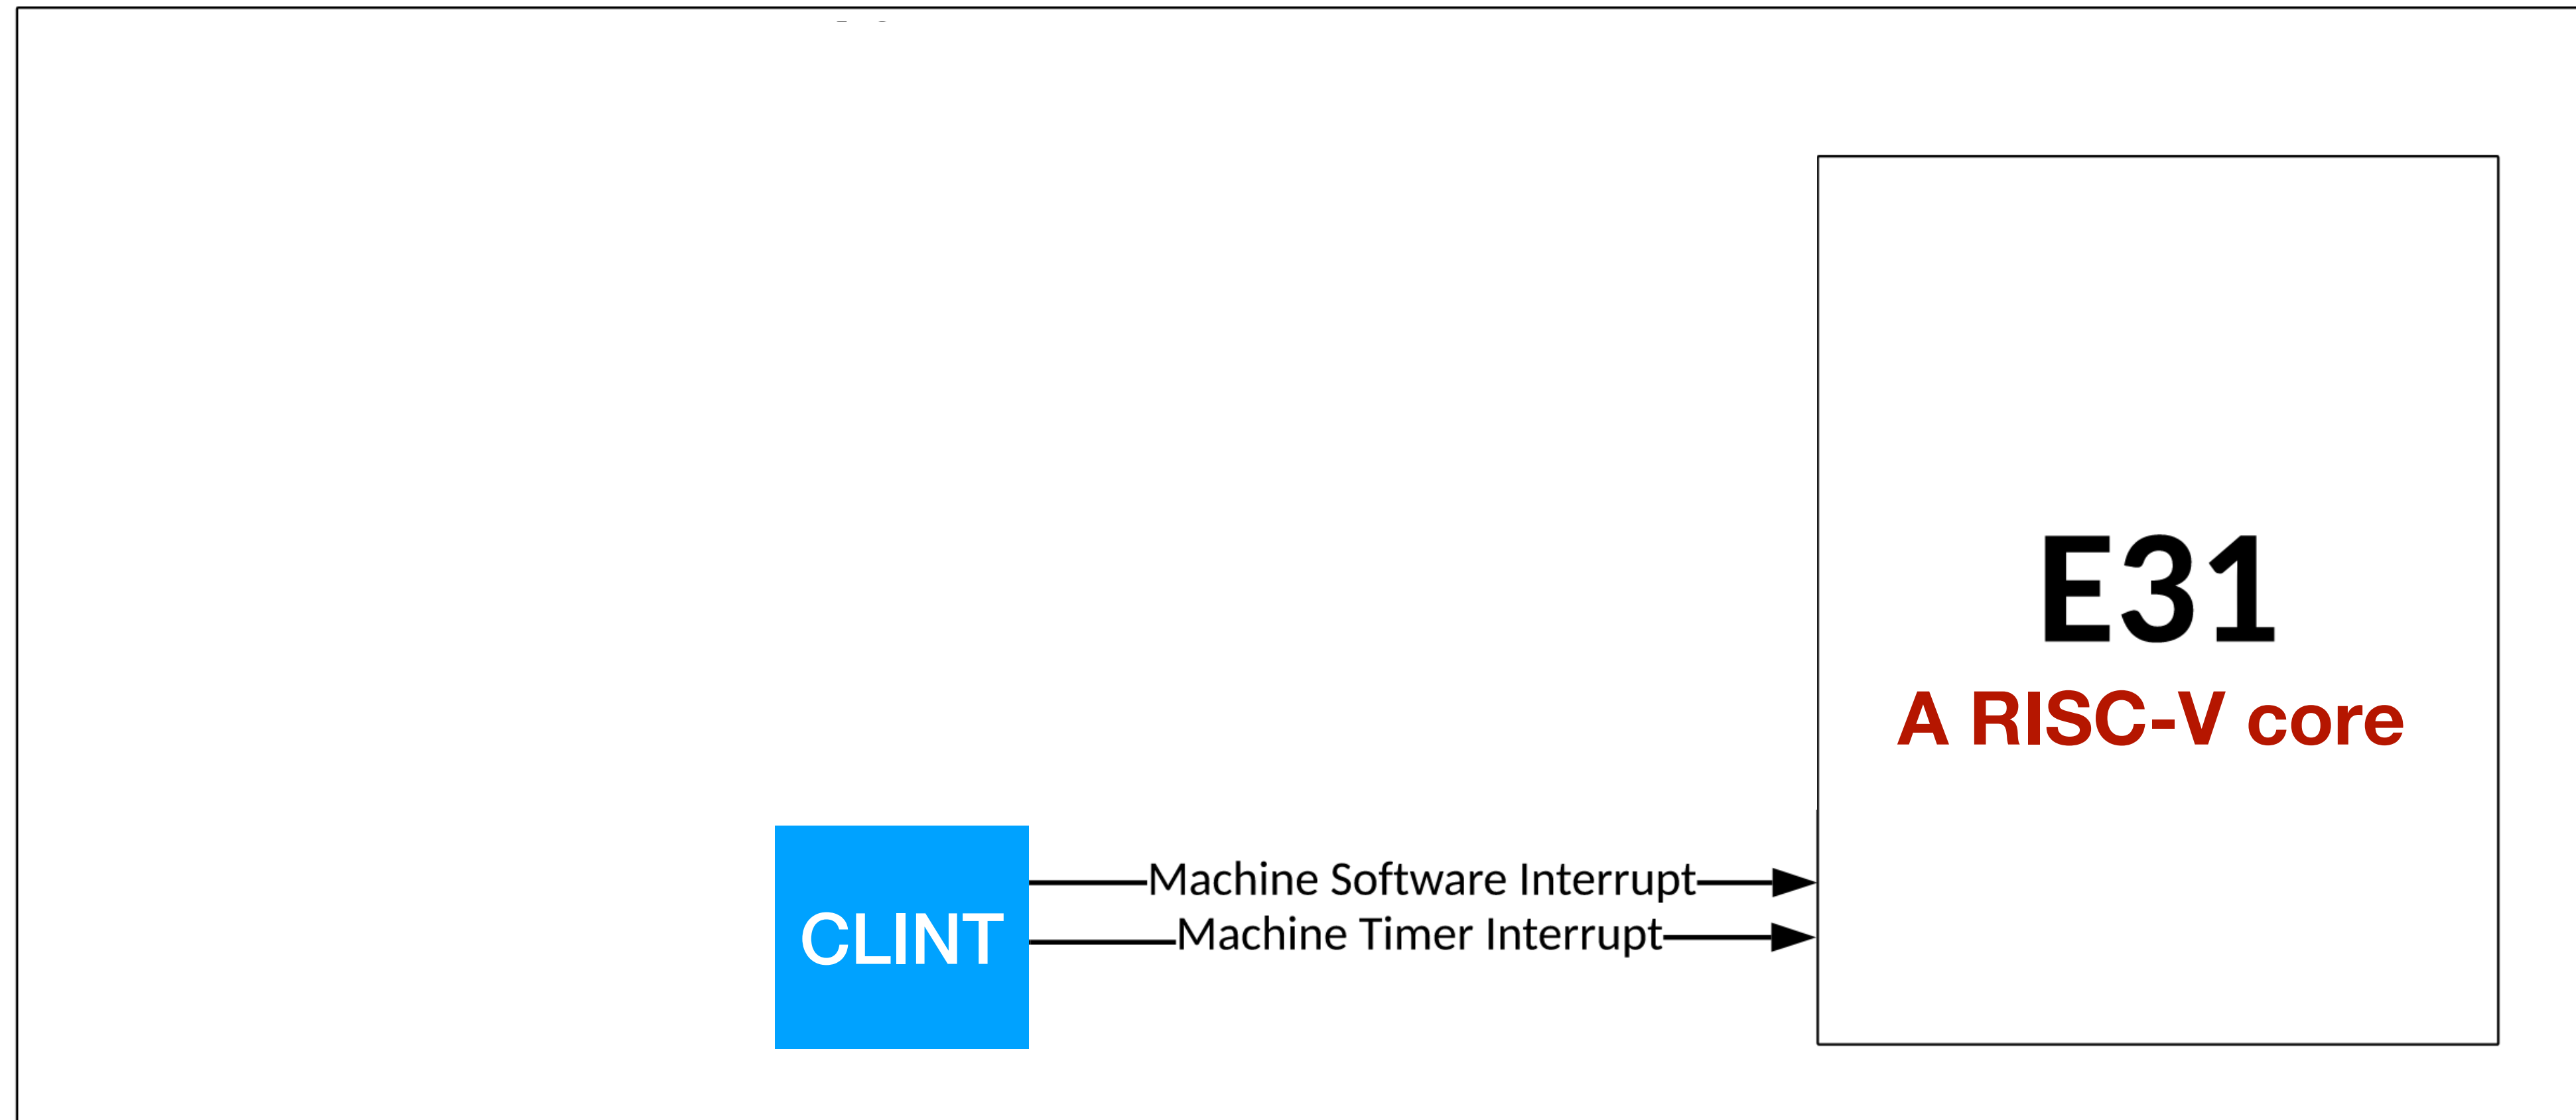 E31
A RISC-V core
CLINT
Machine Software Interrupt
Machine Timer Interrupt